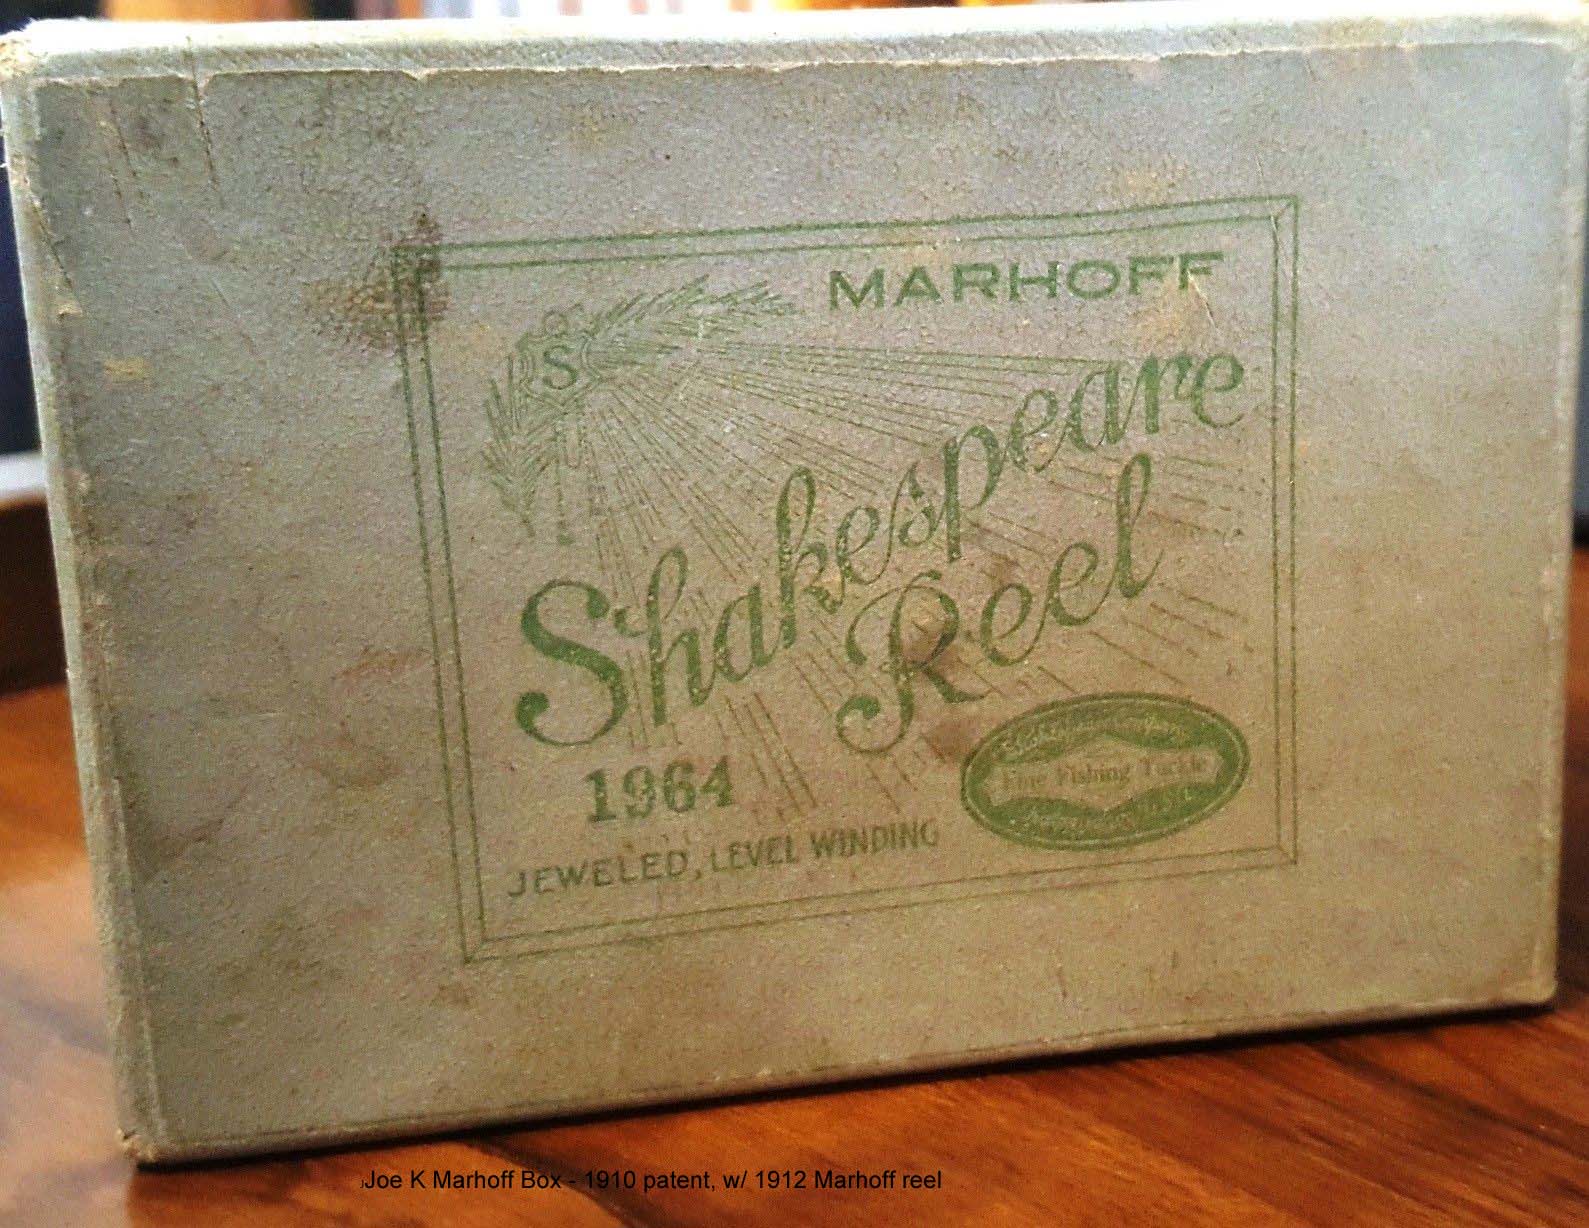 MARHOFF
S
Shakespeare
Reel
1964
Fine Fishing Tackle
JEWELED, LEVEL WINDING
Joe K Marhoff Box - 1910 patent, w/ 1912 Marhoff reel